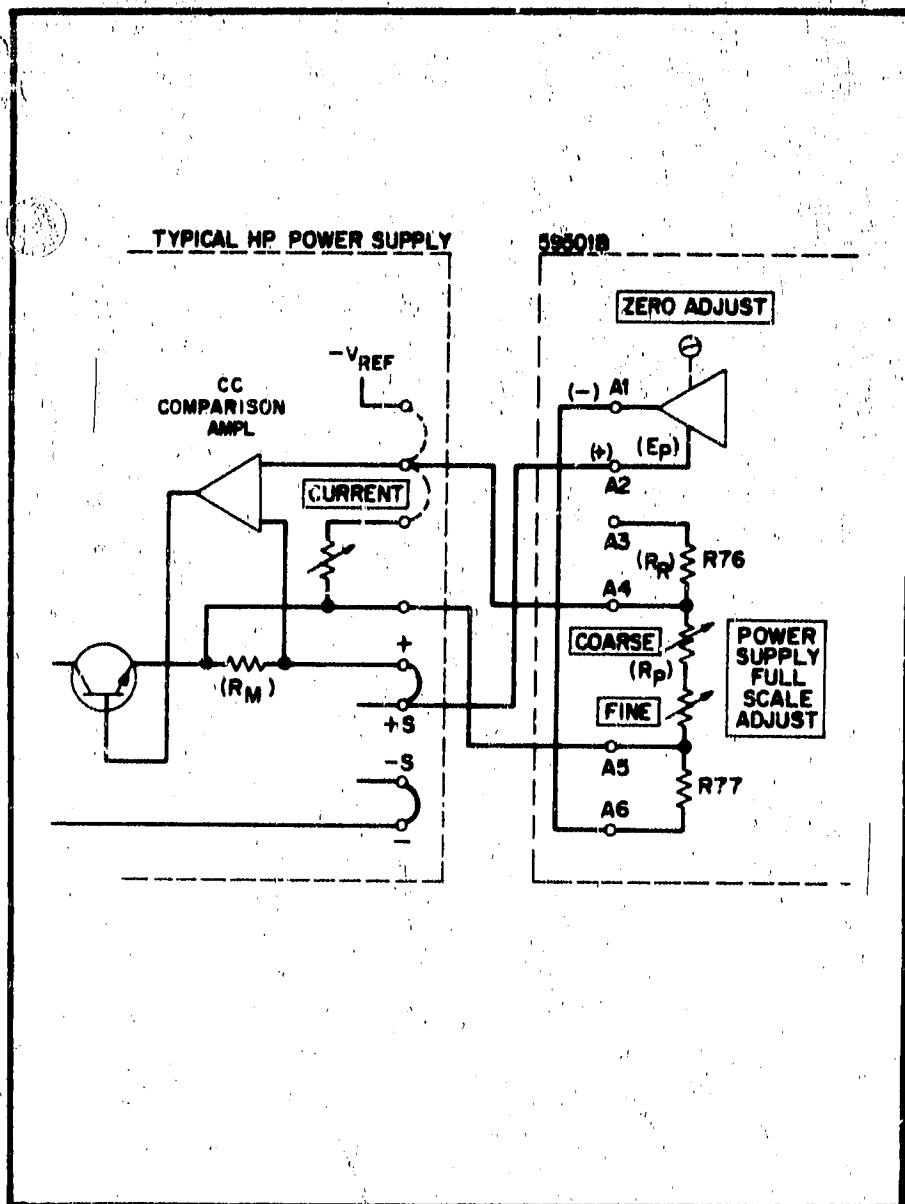 TYPICAL HP POWER SUPPLY
59501B
ZERO ADJUST
-VREF
CC
COMPARISON
AMPL
(-) A1
(EP)
(+) A2
CURRENT
A3
(RR) R76
A4
COARSE
(RP)
FINE
POWER
SUPPLY
FULL
SCALE
ADJUST
+
(RM)
+S
A5
-S
R77
A6
-